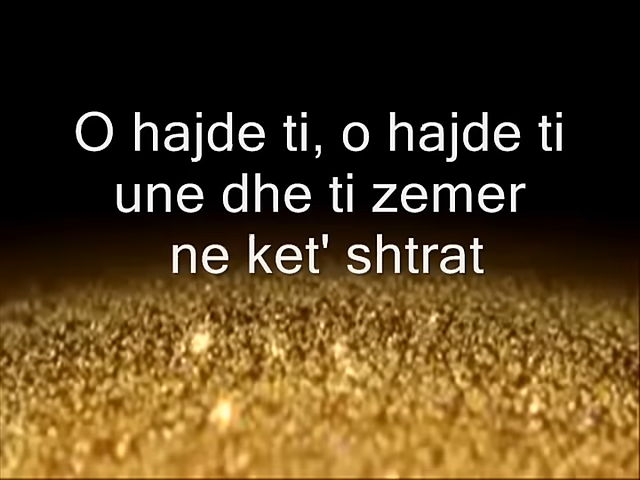 O hajde ti, o hajde ti
une dhe ti zemer
ne ket' shtrat